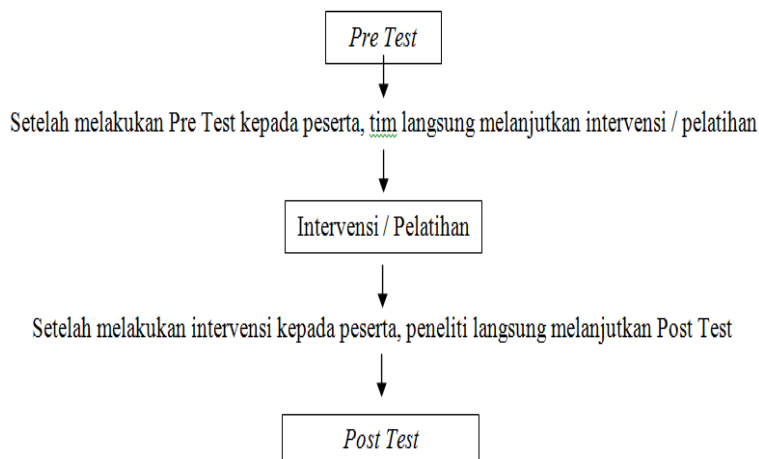 Pre Test
Setelah melakukan Pre Test kepada peserta, tim langsung melanjutkan intervensi / pelatihan
Intervensi / Pelatihan
Setelah melakukan intervensi kepada peserta, peneliti langsung melanjutkan Post Test
Post Test